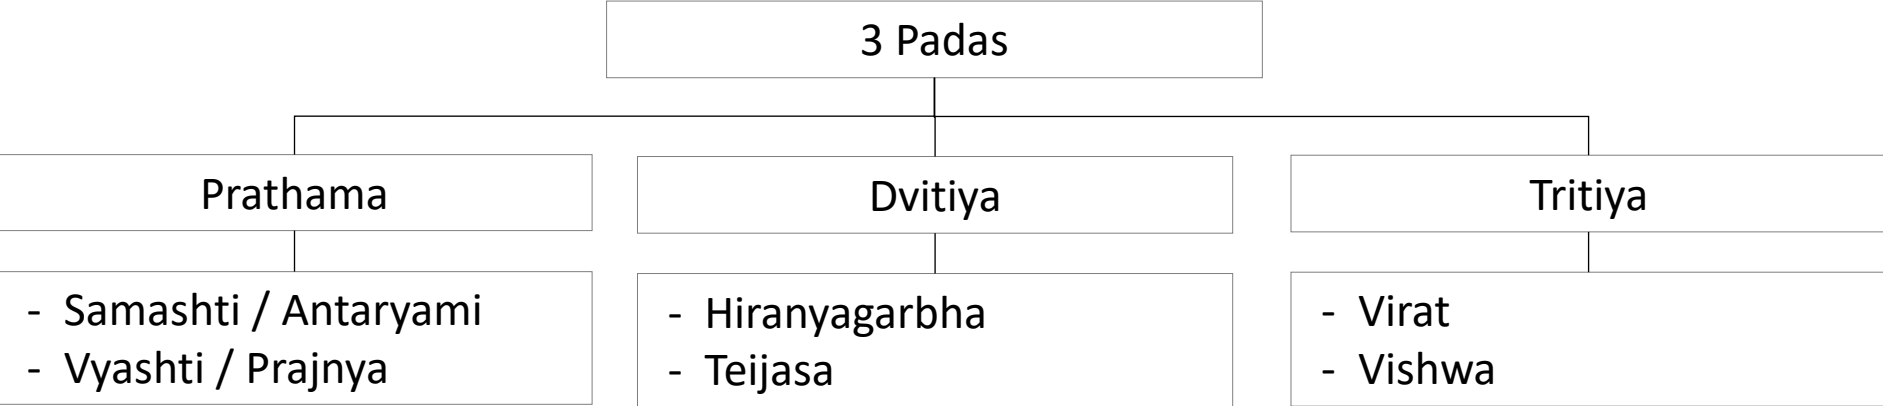 3 Padas
Prathama
Dvitiya
Tritiya
- Samashti / Antaryami
- Vyashti / Prajnya
- Hiranyagarbha
- Teijasa
- Virat
- Vishwa